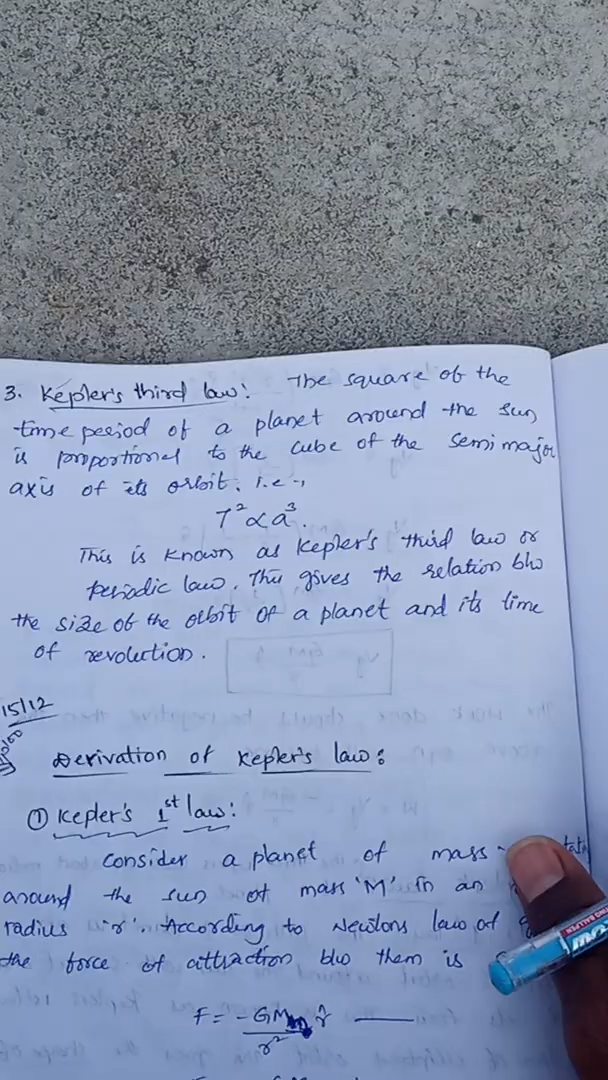 3. Kepler's third law: The square of the
time period of a planet around the sun
is proportional to the cube of the semi major
axis of its orbit. i.e.,
T² ∝ a³.
This is known as Kepler's third law or
periodic law. This gives the relation b/w
the size of the orbit of a planet and its time
of revolution.
15/12
Derivation of Kepler's law:
① Kepler's 1st law:
Consider a planet of mass
around the sun of mass 'M' in an
radius 'r'. According to Newtons law of
the force of attraction b/w them is
F = -GMm/r² r̂